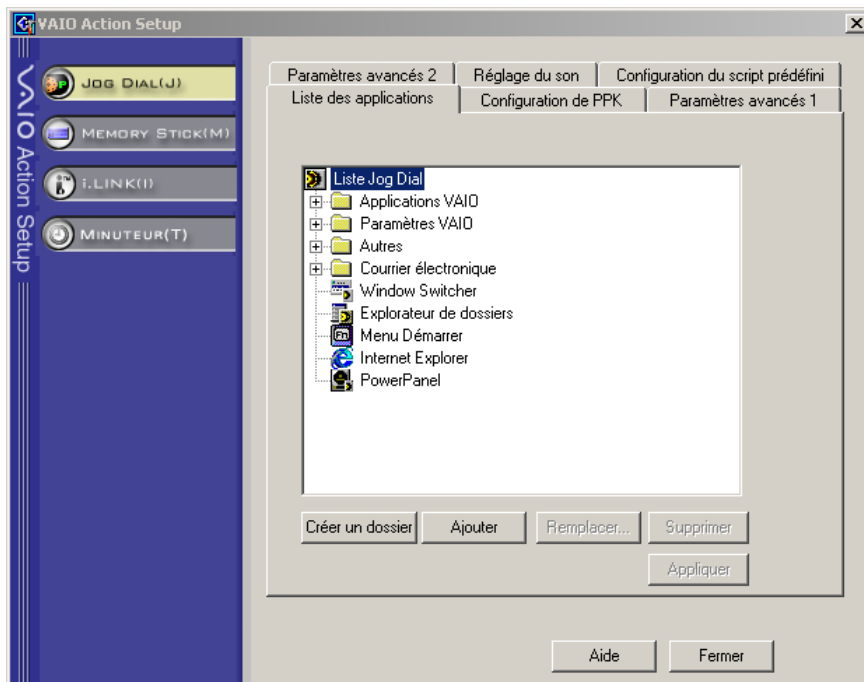 VAIO Action Setup
VAIO Action Setup
JOG DIAL(J)
MEMORY STICK(M)
i.LINK(I)
MINUTEUR(T)
Paramètres avancés 2
Réglage du son
Configuration du script prédéfini
Liste des applications
Configuration de PPK
Paramètres avancés 1
Liste Jog Dial
Applications VAIO
Paramètres VAIO
Autres
Courrier électronique
Window Switcher
Explorateur de dossiers
Fn
Menu Démarrer
Internet Explorer
PowerPanel
Créer un dossier
Ajouter
Remplacer...
Supprimer
Appliquer
Aide
Fermer